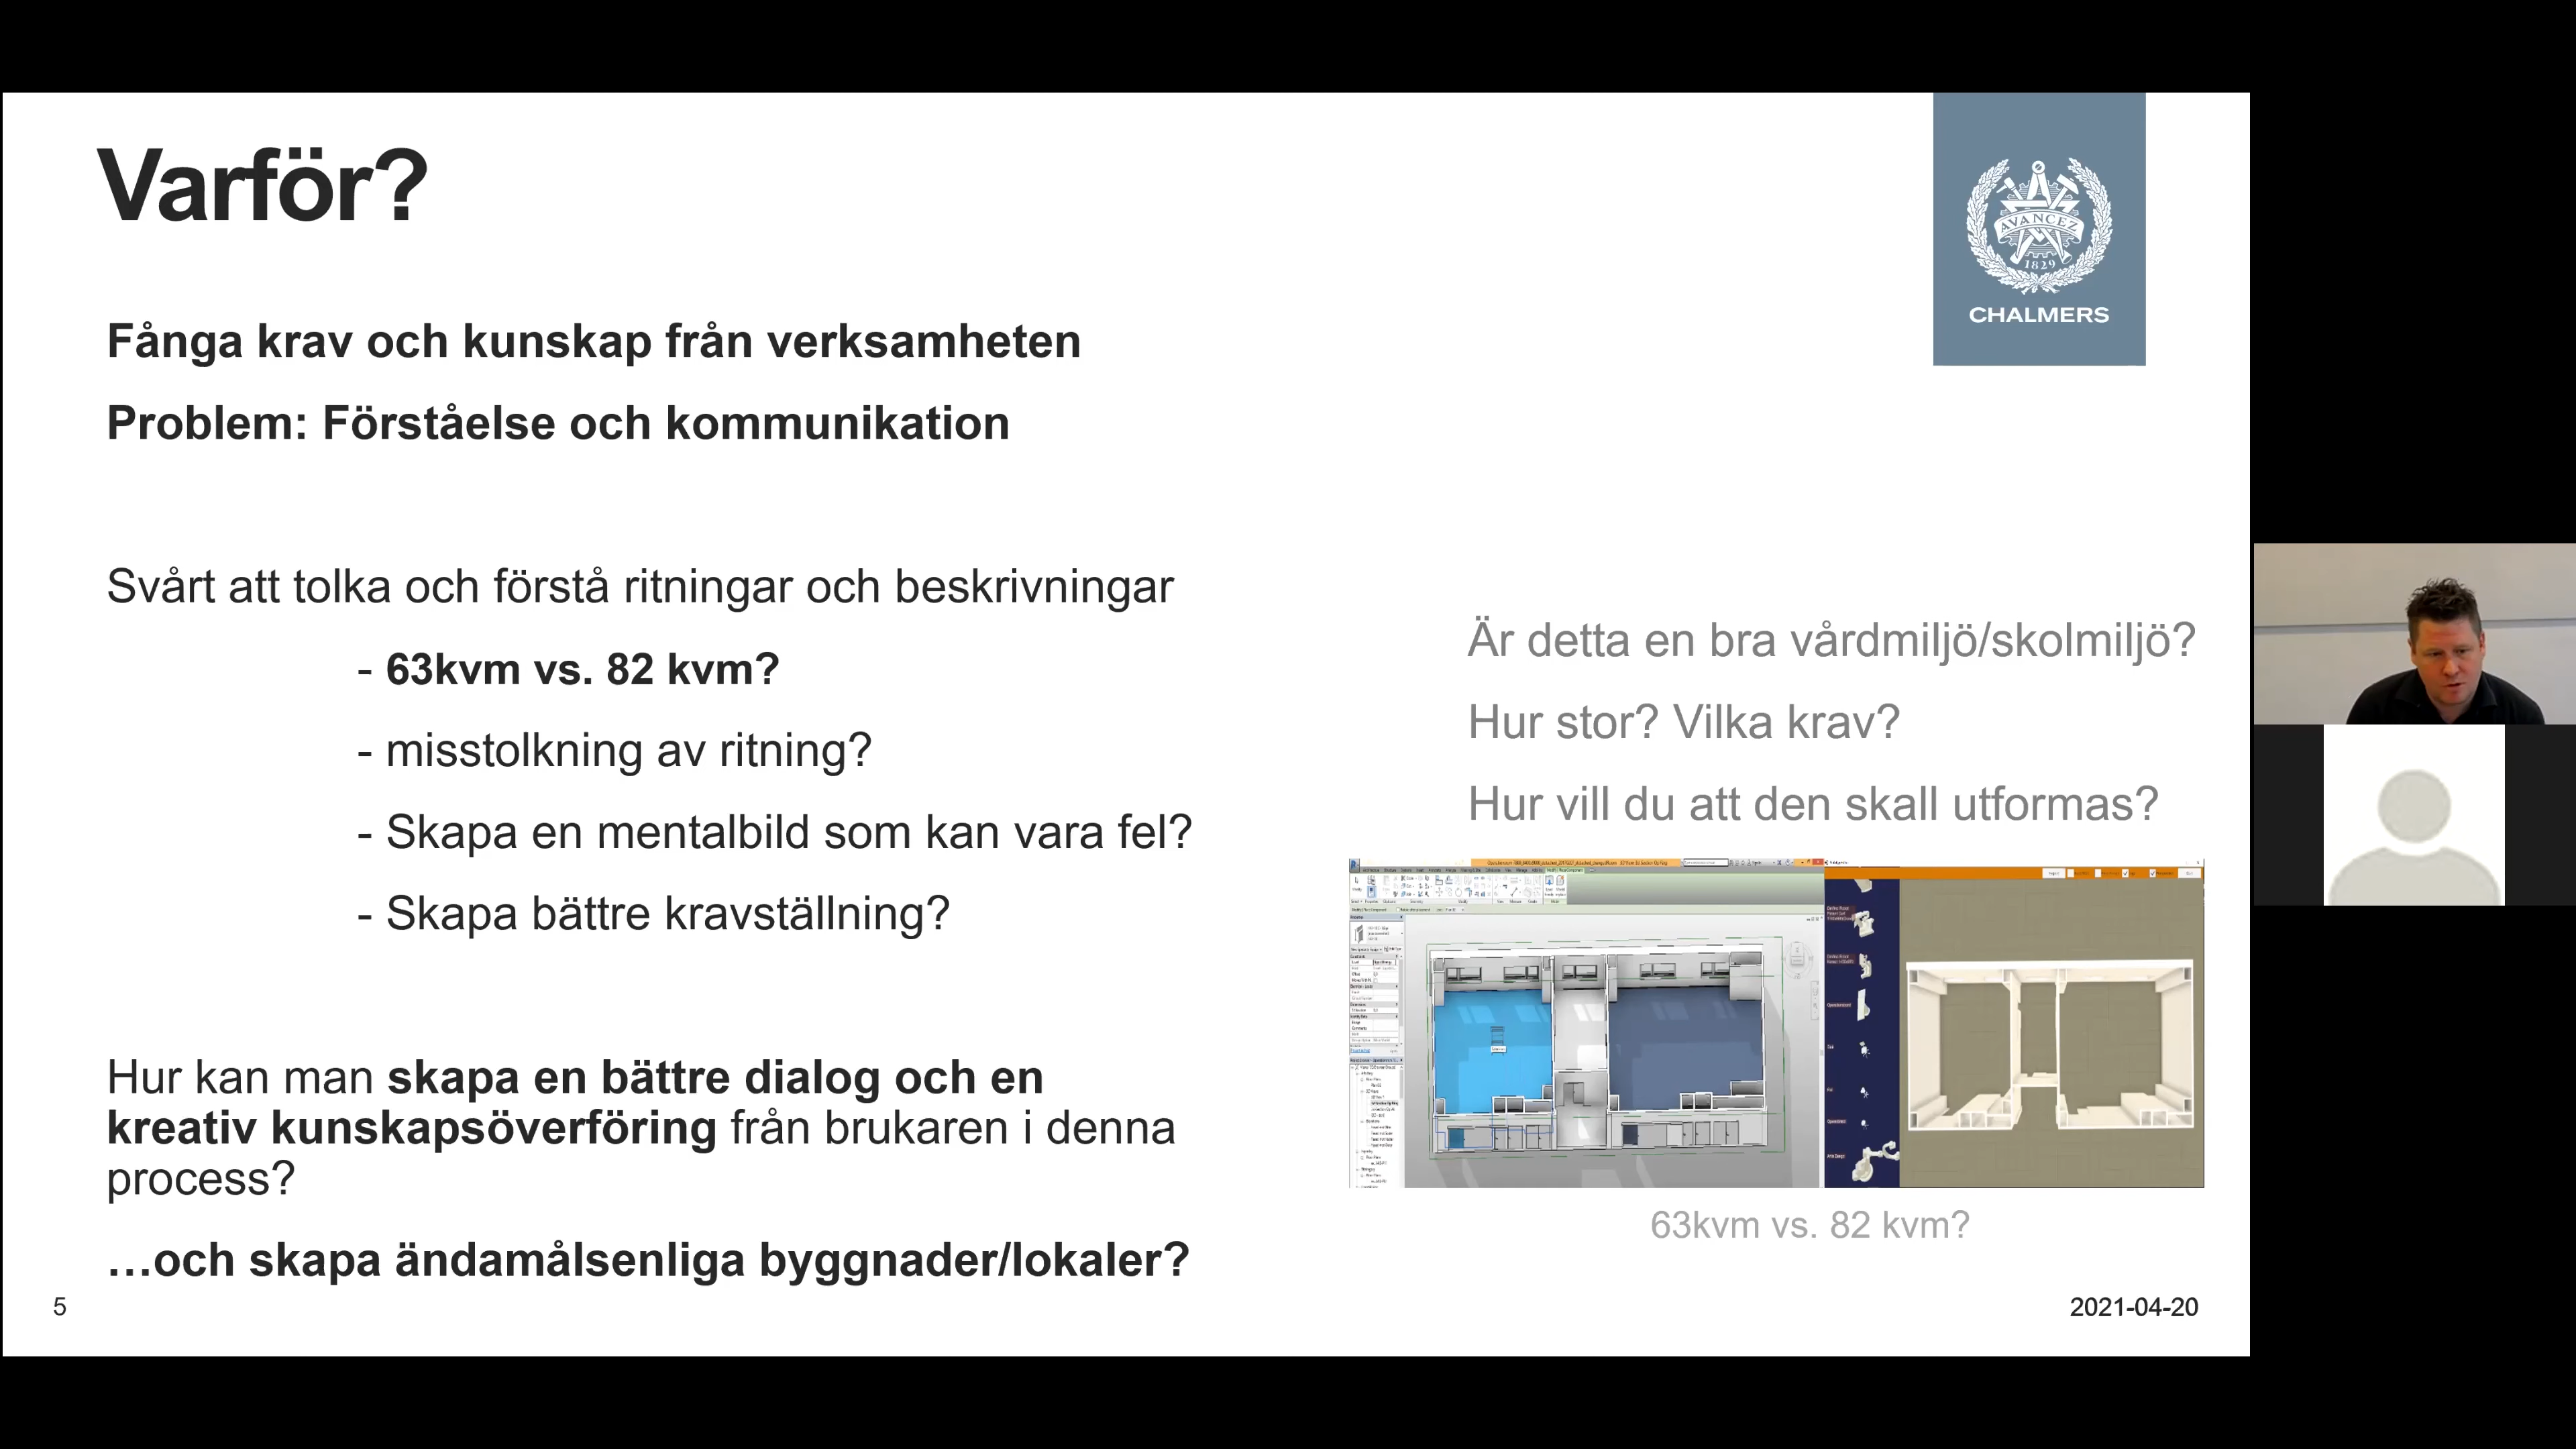 Varför?
AVANCEZ
1829
CHALMERS
Fånga krav och kunskap från verksamheten
Problem: Förståelse och kommunikation
Svårt att tolka och förstå ritningar och beskrivningar
- 63kvm vs. 82 kvm?
- misstolkning av ritning?
- Skapa en mentalbild som kan vara fel?
- Skapa bättre kravställning?
Hur kan man skapa en bättre dialog och en
kreativ kunskapsöverföring från brukaren i denna
process?
…och skapa ändamålsenliga byggnader/lokaler?
Är detta en bra vårdmiljö/skolmiljö?
Hur stor? Vilka krav?
Hur vill du att den skall utformas?
63kvm vs. 82 kvm?
5
2021-04-20